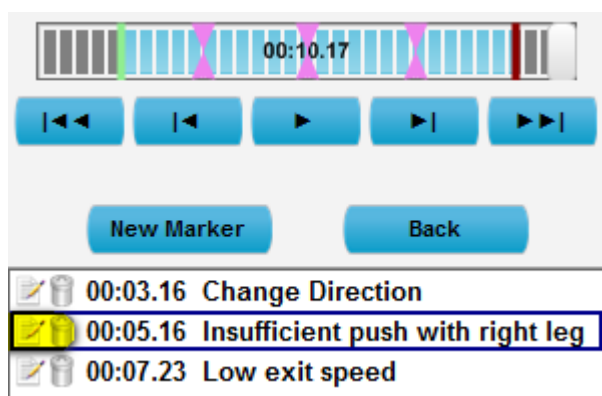 00:10.17
New Marker Back
00:03.16 Change Direction
00:05.16 Insufficient push with right leg
00:07.23 Low exit speed